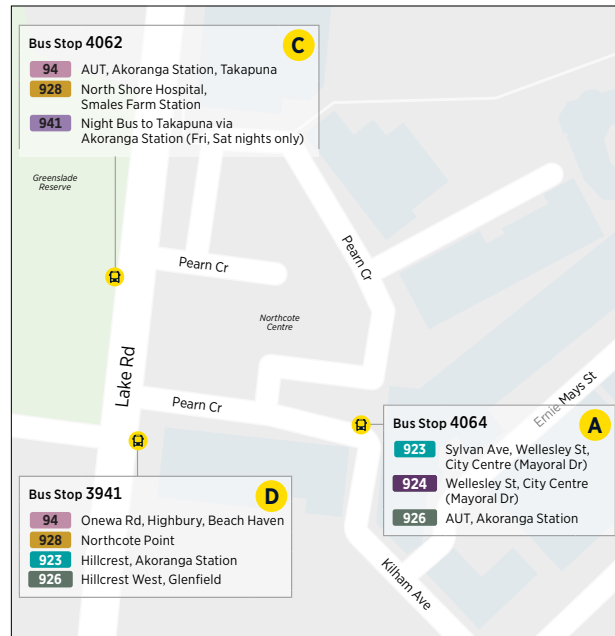 Bus Stop 4062
C
94 AUT, Akoranga Station, Takapuna
928 North Shore Hospital,
Smales Farm Station
941 Night Bus to Takapuna via
Akoranga Station (Fri, Sat nights only)
Greenslade
Reserve
Pearn Cr
Pearn Cr
Northcote
Centre
Lake Rd
Pearn Cr
Ernie Mays St
Bus Stop 4064
A
923 Sylvan Ave, Wellesley St,
City Centre (Mayoral Dr)
924 Wellesley St, City Centre
(Mayoral Dr)
926 AUT, Akoranga Station
Bus Stop 3941
D
94 Onewa Rd, Highbury, Beach Haven
928 Northcote Point
923 Hillcrest, Akoranga Station
926 Hillcrest West, Glenfield
Kilham Ave